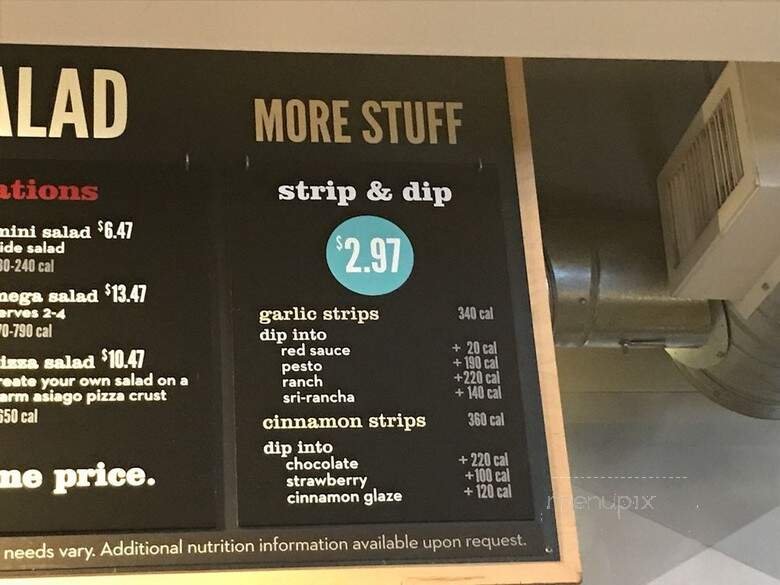 ALAD
ations
mini salad $6.47
ide salad
30-240 cal
mega salad $13.47
erves 2-4
70-790 cal
izza salad $10.47
reate your own salad on a
arm asiago pizza crust
550 cal
ne price.
MORE STUFF
strip & dip
$2.97
garlic strips 340 cal
dip into
red sauce + 20 cal
pesto + 190 cal
ranch +220 cal
sri-rancha + 140 cal
cinnamon strips 360 cal
dip into
chocolate + 220 cal
strawberry +100 cal
cinnamon glaze + 120 cal
needs vary. Additional nutrition information available upon request.
menupix